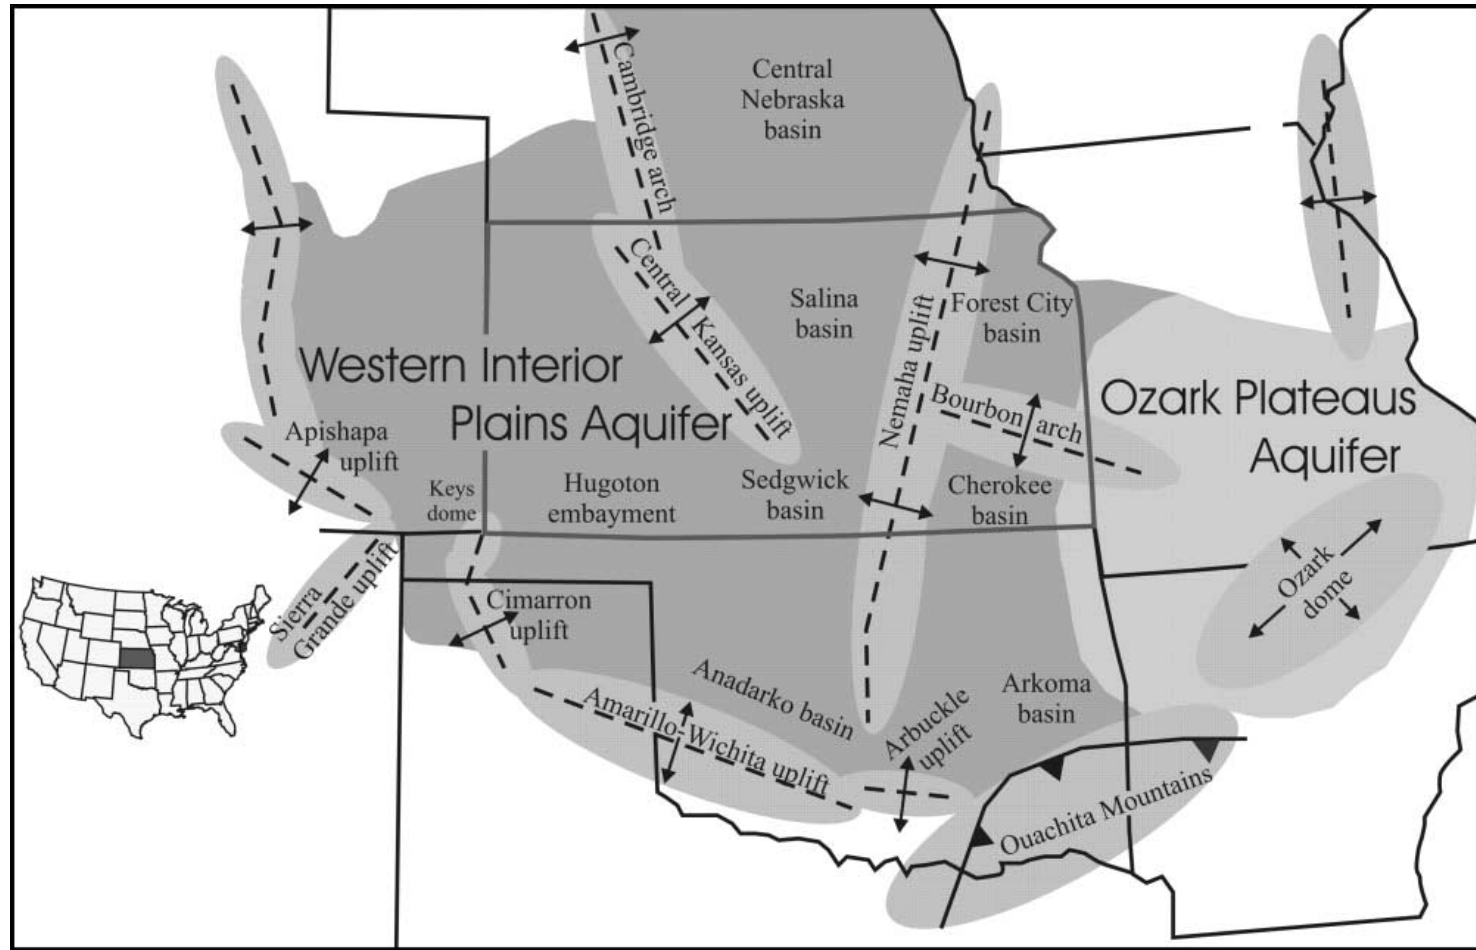 Cambridge arch
Central
Nebraska
basin
Central Kansas uplift
Salina
basin
Nemaha uplift
Forest City
basin
Western Interior
Plains Aquifer
Bourbon arch
Ozark Plateaus
Aquifer
Apishapa
uplift
Keys
dome
Hugoton
embayment
Sedgwick
basin
Cherokee
basin
Sierra
Grande uplift
Cimarron
uplift
Ozark
dome
Anadarko basin
Amarillo-Wichita uplift
Arbuckle
uplift
Arkoma
basin
Ouachita Mountains